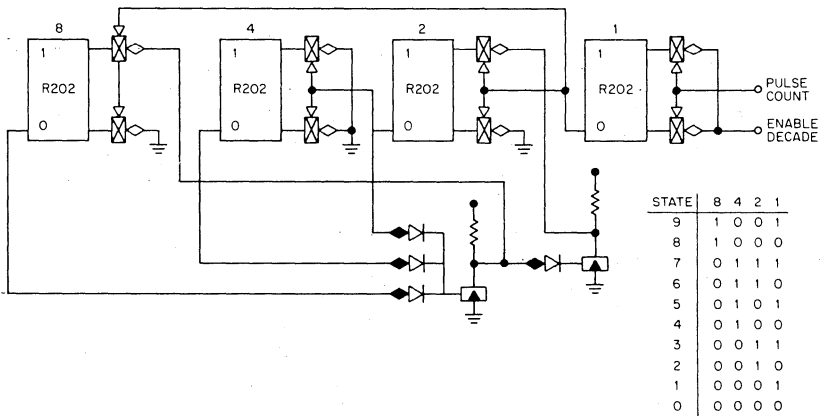 8 4 2 1
1 1 1 1
R202 R202 R202 R202
0 0 0 0
PULSE
COUNT
ENABLE
DECADE
STATE 8 4 2 1
9 1 0 0 1
8 1 0 0 0
7 0 1 1 1
6 0 1 1 0
5 0 1 0 1
4 0 1 0 0
3 0 0 1 1
2 0 0 1 0
1 0 0 0 1
0 0 0 0 0